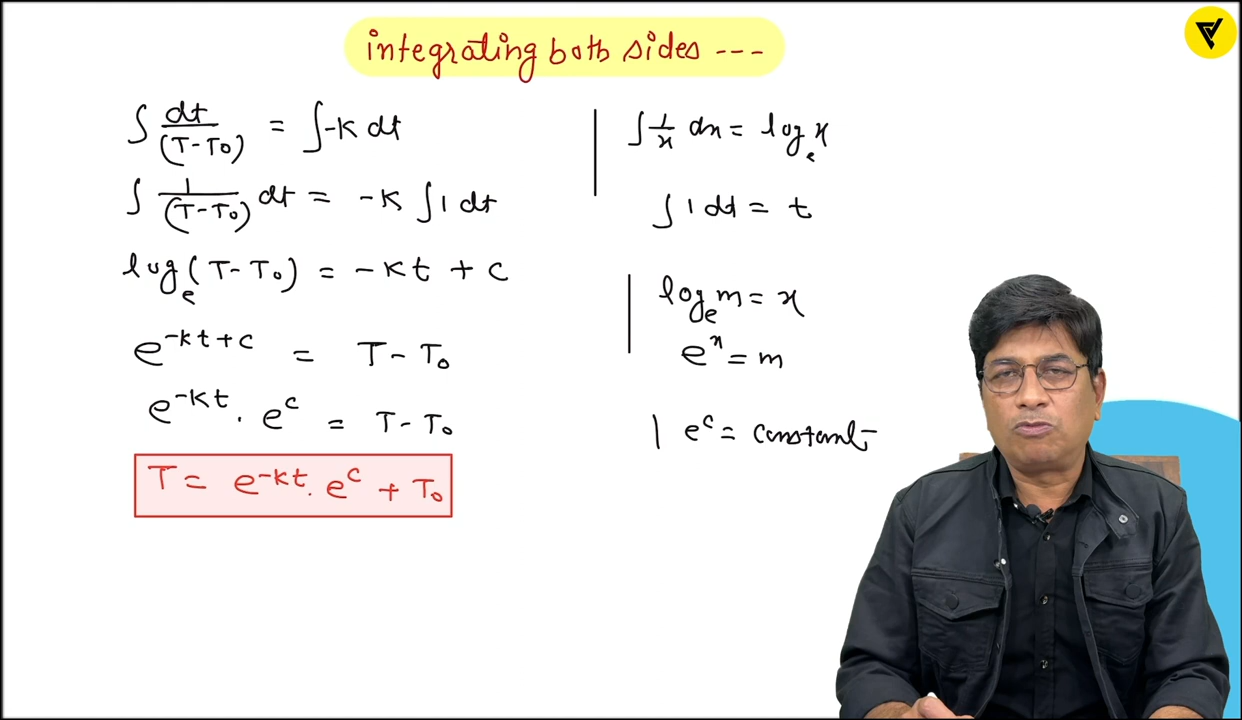 integrating both sides ---
∫ dt/(T-T₀) = ∫-K dt
∫ 1/(T-T₀) dt = -K ∫ 1 dt
logₑ(T-T₀) = -Kt + C
e^(-kt+c) = T-T₀
e^(-Kt) . e^c = T-T₀
T = e^(-kt) . e^c + T₀
∫ 1/x dx = logₑ x
∫ 1 dt = t
logₑ m = x
e^x = m
e^c = constant